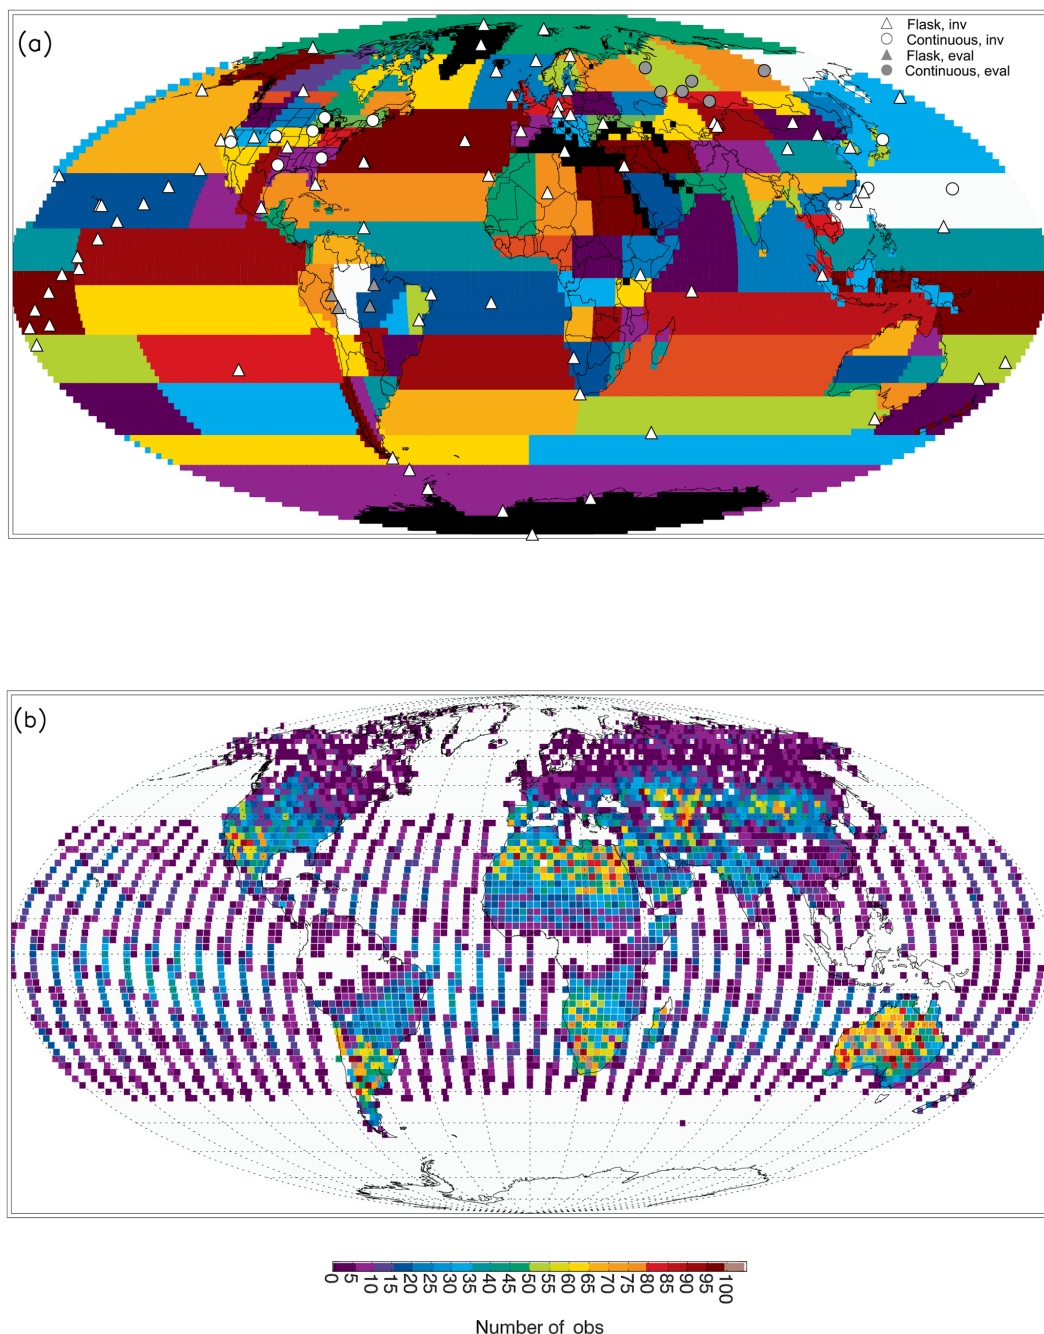 (a)
Flask, inv
Continuous, inv
Flask, eval
Continuous, eval
(b)
0 5 10 15 20 25 30 35 40 45 50 55 60 65 70 75 80 85 90 95 100
Number of obs